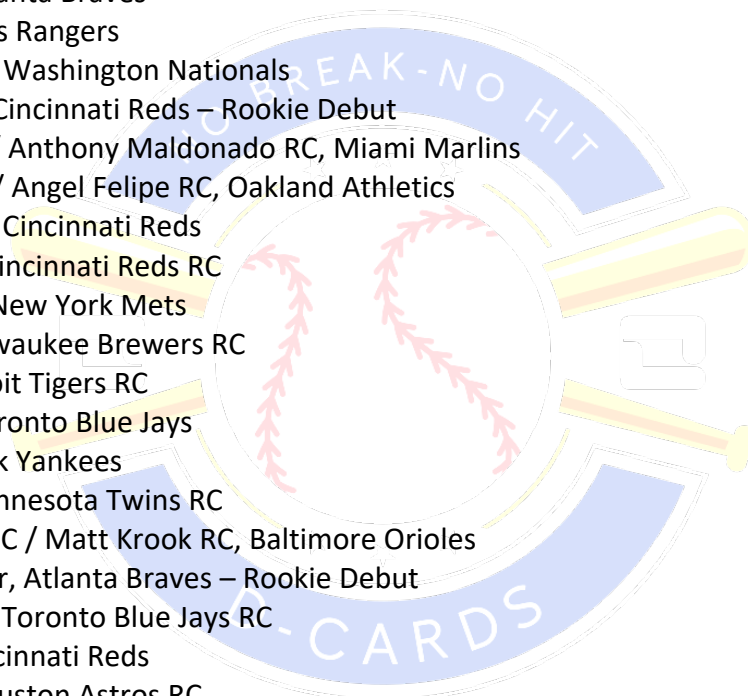 s Rangers
Washington Nationals
Cincinnati Reds – Rookie Debut
/ Anthony Maldonado RC, Miami Marlins
/ Angel Felipe RC, Oakland Athletics
Cincinnati Reds
incinnati Reds RC
New York Mets
waukee Brewers RC
oit Tigers RC
ronto Blue Jays
k Yankees
nnesota Twins RC
C / Matt Krook RC, Baltimore Orioles
r, Atlanta Braves – Rookie Debut
Toronto Blue Jays RC
cinnati Reds
uston Astros RC
NO BREAK-NO HIT
D-CARDS